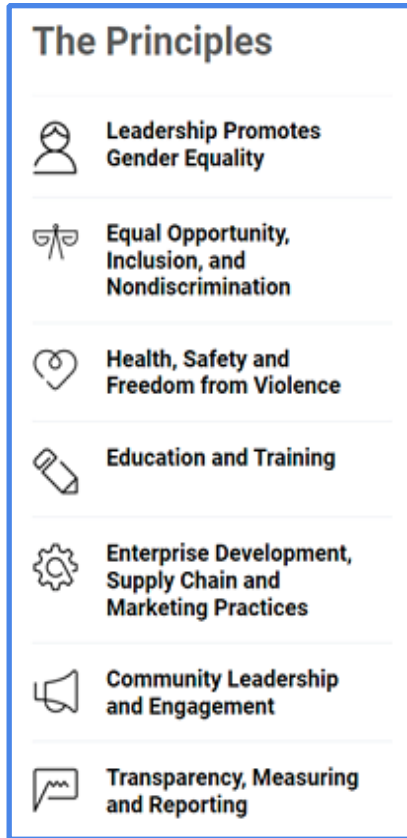 The Principles
Leadership Promotes
Gender Equality
Equal Opportunity,
Inclusion, and
Nondiscrimination
Health, Safety and
Freedom from Violence
Education and Training
Enterprise Development,
Supply Chain and
Marketing Practices
Community Leadership
and Engagement
Transparency, Measuring
and Reporting